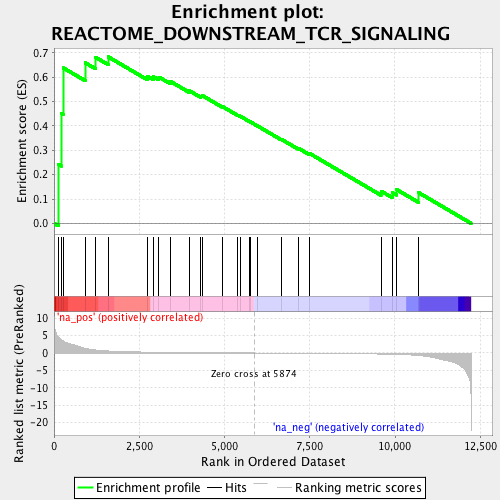 Enrichment plot:
REACTOME_DOWNSTREAM_TCR_SIGNALING
Enrichment score (ES)
0.7
0.6
0.5
0.4
0.3
0.2
0.1
0.0
'na_pos' (positively correlated)
Ranked list metric (PreRanked)
10
5
0
-5
-10
-15
-20
Zero cross at 5874
'na_neg' (negatively correlated)
0
2,500
5,000
7,500
10,000
12,500
Rank in Ordered Dataset
Enrichment profile
Hits
Ranking metric scores